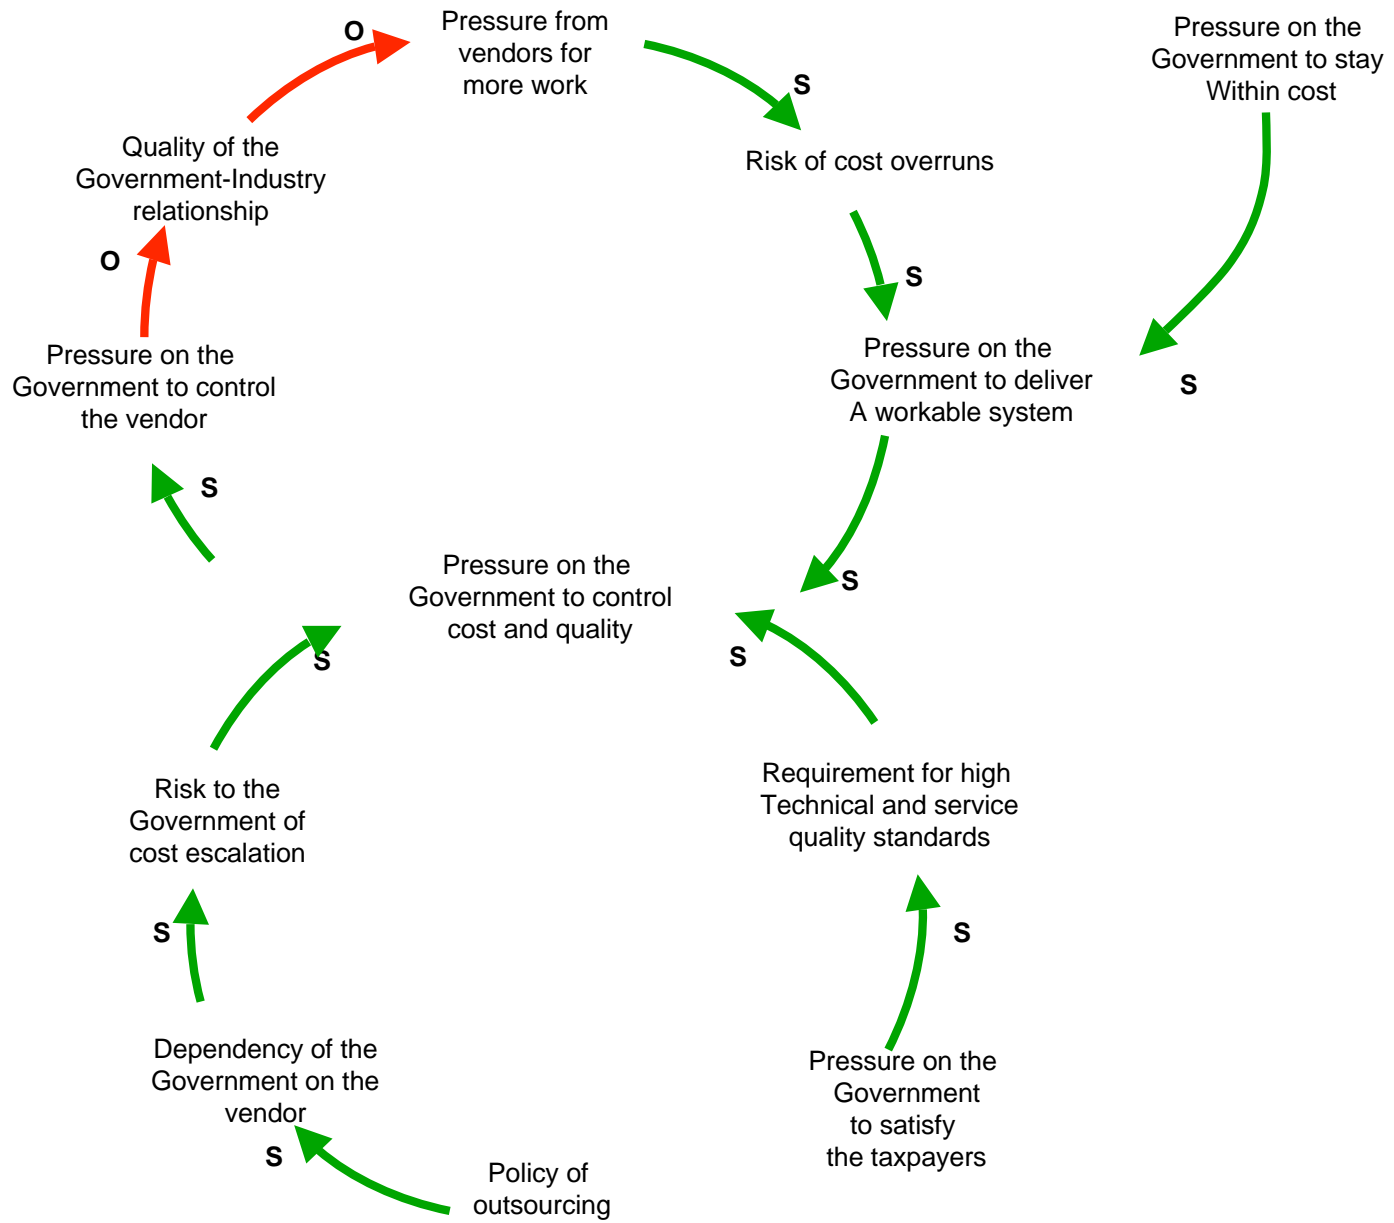 O
Pressure from
vendors for
more work
Pressure on the
Government to stay
Within cost
S
Quality of the
Government-Industry
relationship
Risk of cost overruns
O
S
Pressure on the
Government to control
the vendor
Pressure on the
Government to deliver
A workable system
S
S
Pressure on the
Government to control
cost and quality
S
S
S
Risk to the
Government of
cost escalation
Requirement for high
Technical and service
quality standards
S
S
Dependency of the
Government on the
vendor
Pressure on the
Government
to satisfy
the taxpayers
S
Policy of
outsourcing